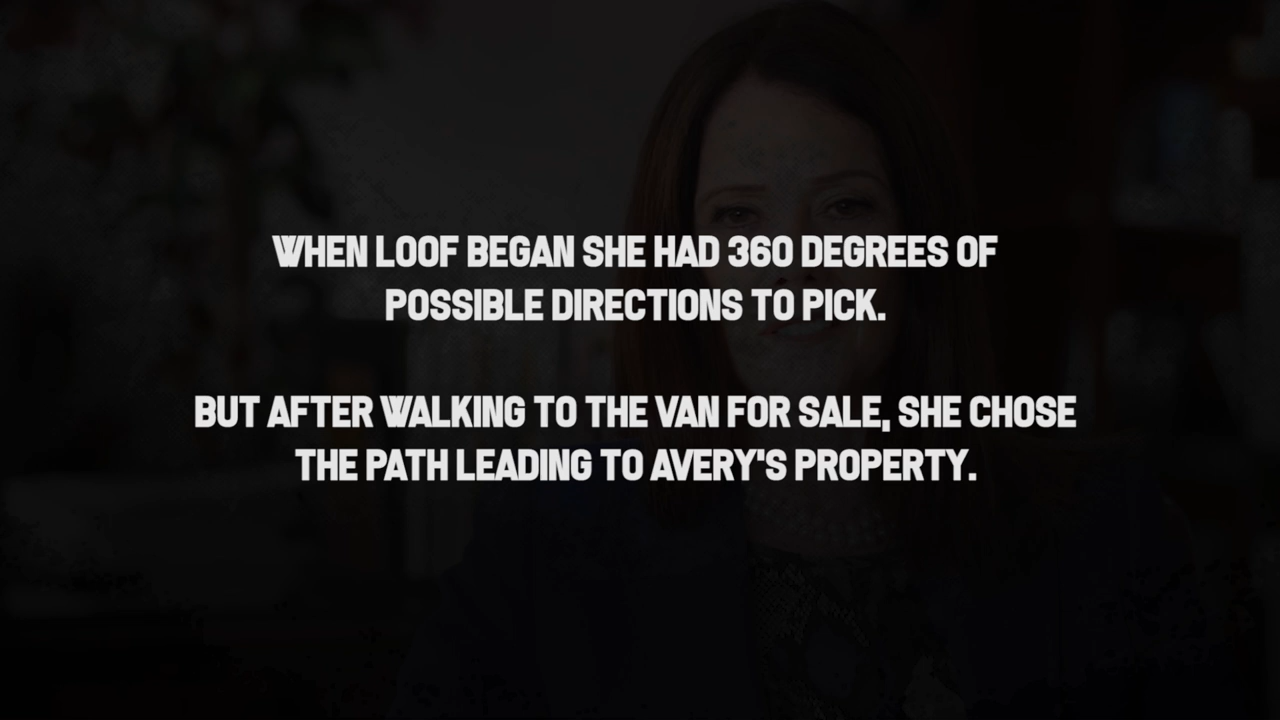 WHEN LOOF BEGAN SHE HAD 360 DEGREES OF
POSSIBLE DIRECTIONS TO PICK.
BUT AFTER WALKING TO THE VAN FOR SALE, SHE CHOSE
THE PATH LEADING TO AVERY'S PROPERTY.